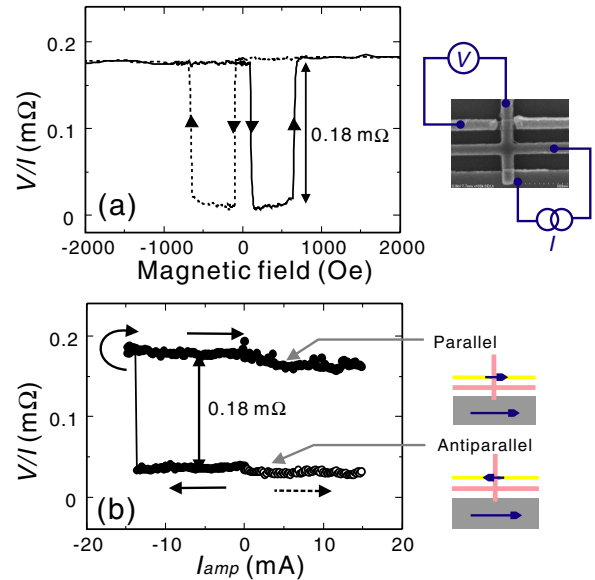 (a)
V/I (mΩ)
0.2
0.1
0
0.18 mΩ
-2000
-1000
0
1000
2000
Magnetic field (Oe)
V
I
(b)
V/I (mΩ)
0.2
0.1
0
0.18 mΩ
-20
-10
0
10
20
I_amp (mA)
Parallel
Antiparallel